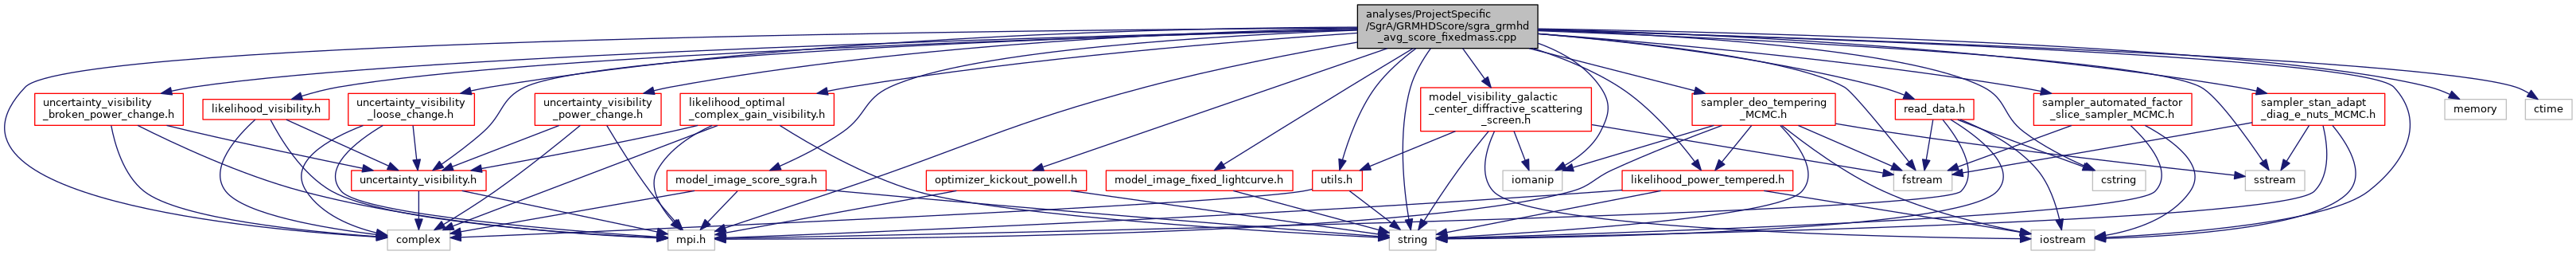 analyses/ProjectSpecific
/SgrA/GRMHDScore/sgra_grmhd
_avg_score_fixedmass.cpp
uncertainty_visibility
_broken_power_change.h
likelihood_visibility.h
uncertainty_visibility
_loose_change.h
uncertainty_visibility
_power_change.h
likelihood_optimal
_complex_gain_visibility.h
model_visibility_galactic
_center_diffractive_scattering
_screen.h
sampler_deo_tempering
_MCMC.h
read_data.h
sampler_automated_factor
_slice_sampler_MCMC.h
sampler_stan_adapt
_diag_e_nuts_MCMC.h
memory
ctime
uncertainty_visibility.h
model_image_score_sgra.h
optimizer_kickout_powell.h
model_image_fixed_lightcurve.h
utils.h
iomanip
likelihood_power_tempered.h
fstream
cstring
sstream
complex
mpi.h
string
iostream